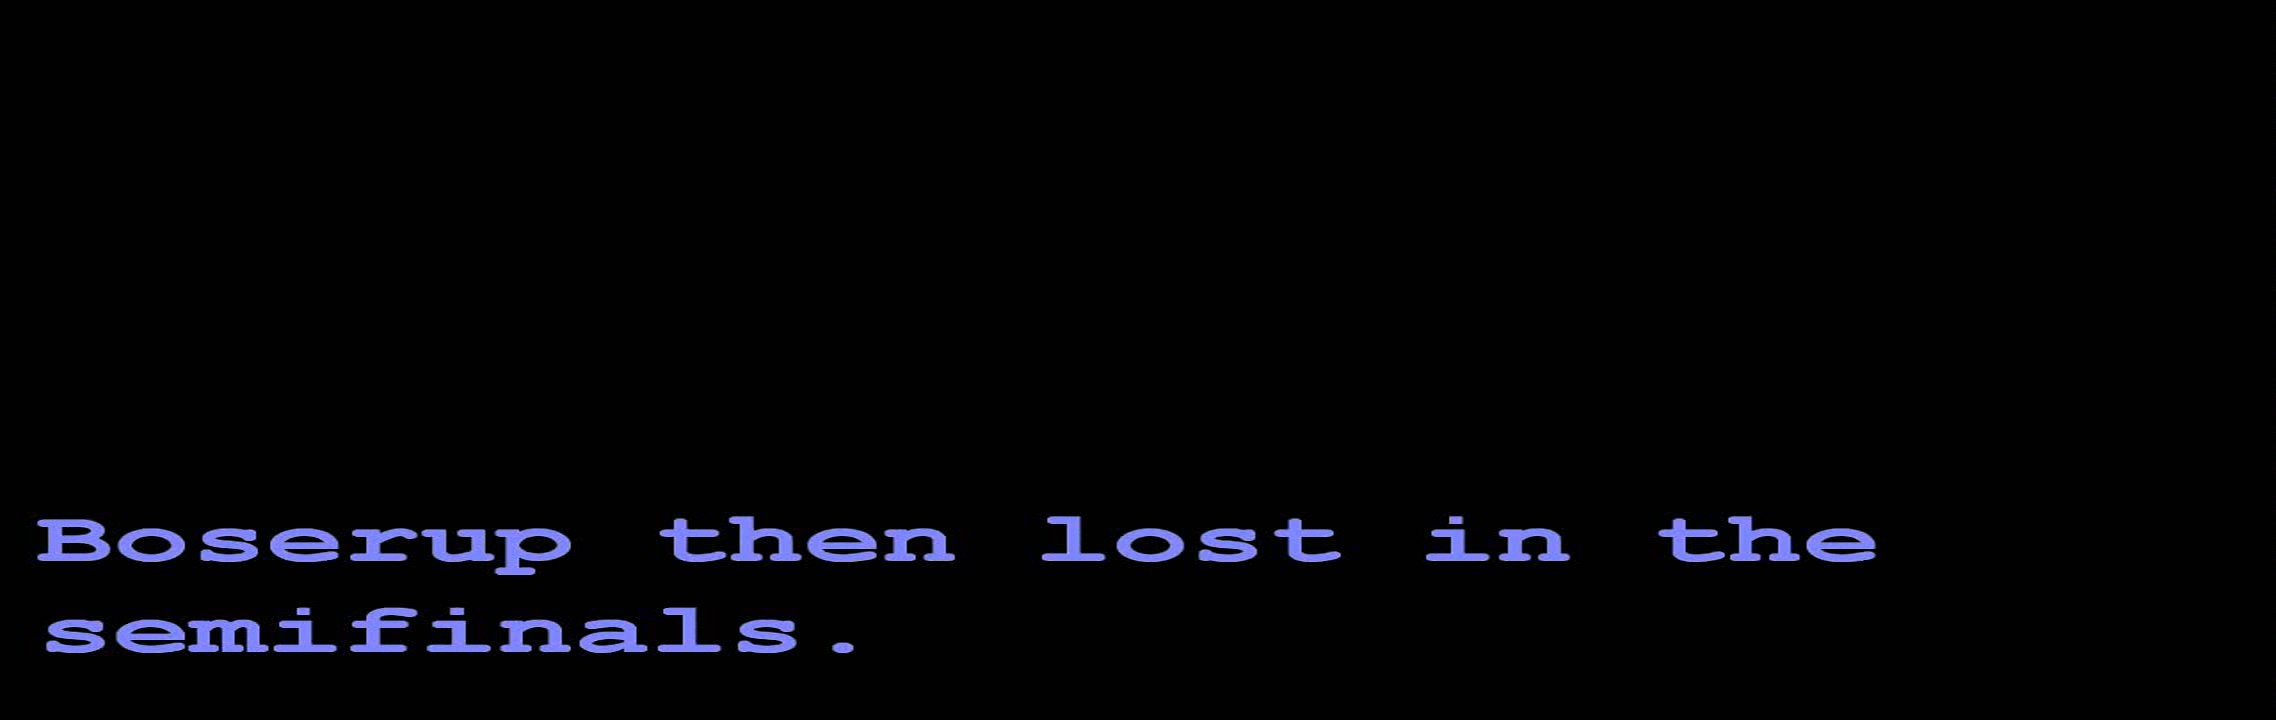 Boserup then lost in the
semifinals.